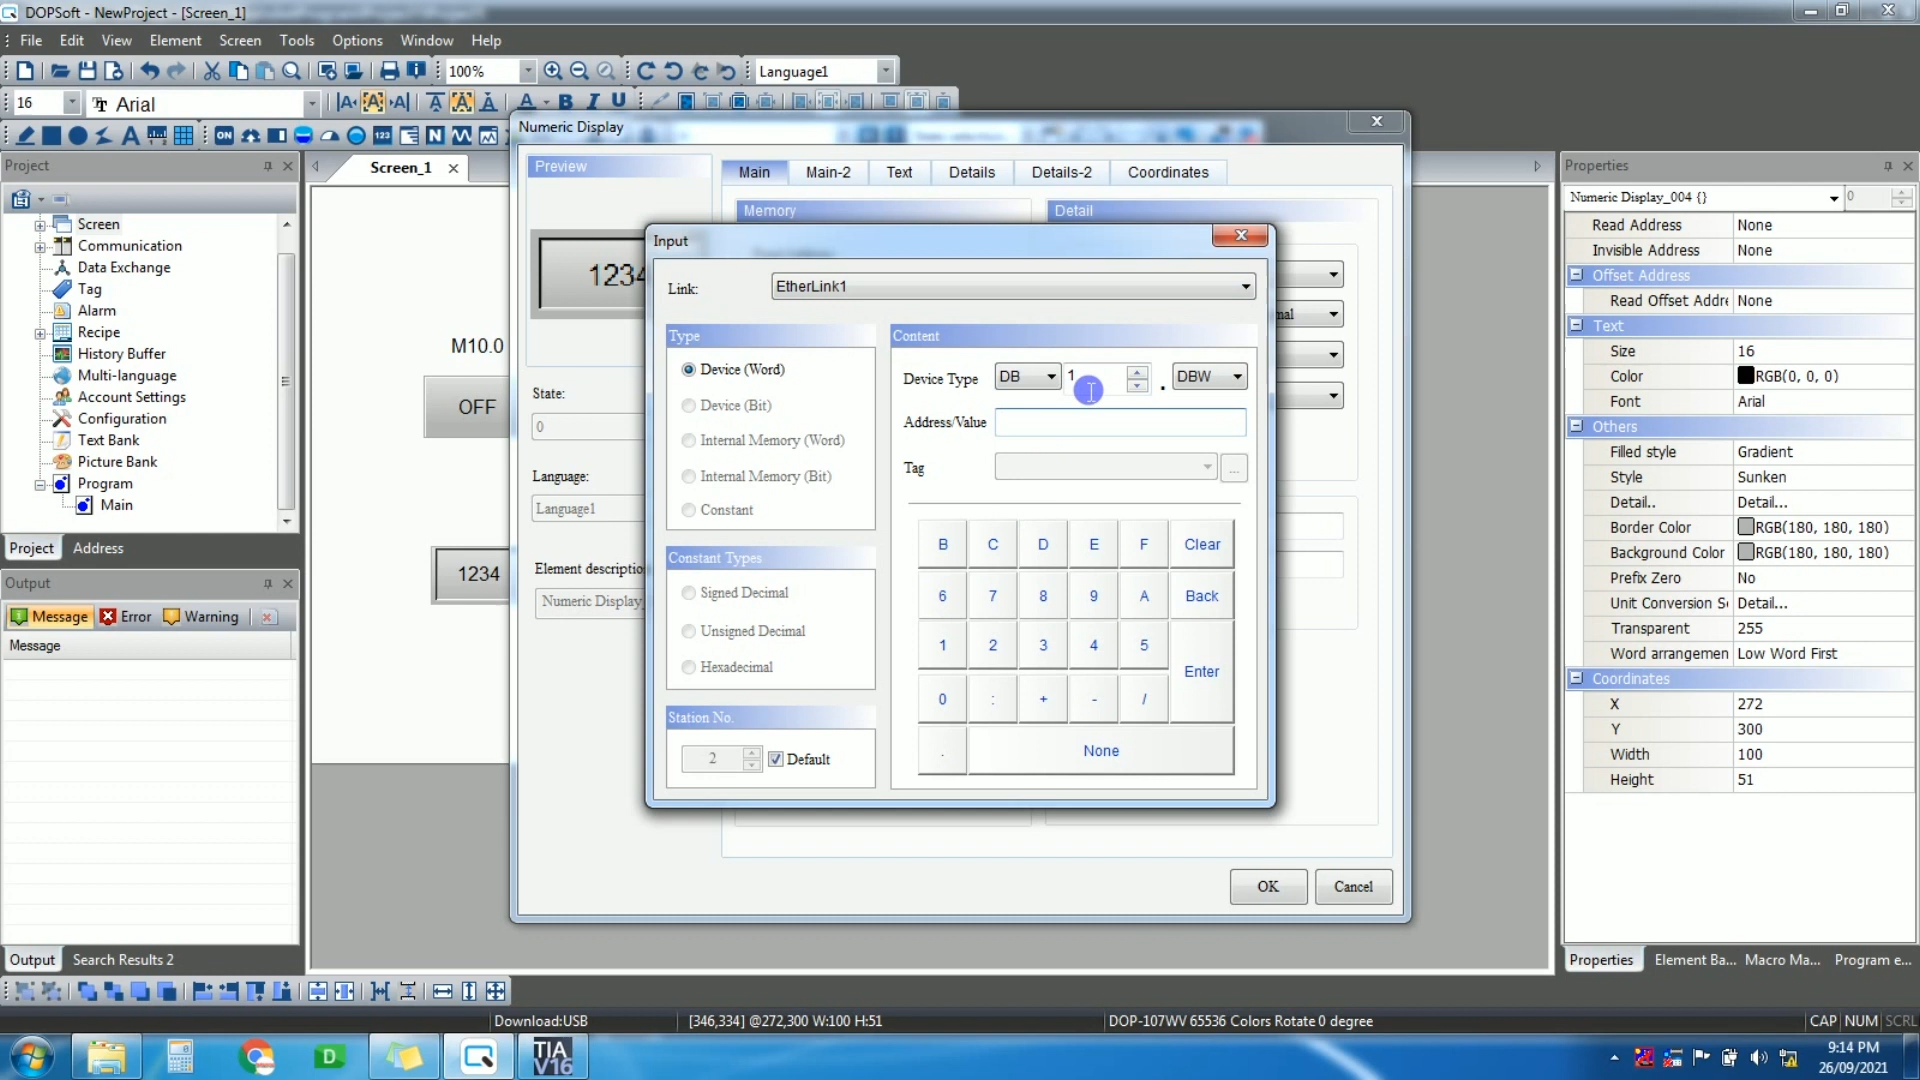 DOPSoft - NewProject - [Screen_1]
File Edit View Element Screen Tools Options Window Help
100% Language1
16 Arial
Project
Screen_1
Numeric Display
Properties
Screen
Communication
Data Exchange
Tag
Alarm
Recipe
History Buffer
Multi-language
Account Settings
Configuration
Text Bank
Picture Bank
Program
Main
Project Address
Output
Message Error Warning
Message
Output Search Results 2
M10.0
OFF
1234
Preview
1234
State:
0
Language:
Language1
Element description
Numeric Display_
Main Main-2 Text Details Details-2 Coordinates
Memory Detail
Input
Link: EtherLink1
Type
Device (Word)
Device (Bit)
Internal Memory (Word)
Internal Memory (Bit)
Constant
Constant Types
Signed Decimal
Unsigned Decimal
Hexadecimal
Station No.
2 Default
Content
Device Type DB 1 . DBW
Address/Value
Tag ...
B C D E F Clear
6 7 8 9 A Back
1 2 3 4 5 Enter
0 : + - /
. None
OK Cancel
Numeric Display_004 {} 0
Read Address None
Invisible Address None
Offset Address
Read Offset Addre None
Text
Size 16
Color RGB(0, 0, 0)
Font Arial
Others
Filled style Gradient
Style Sunken
Detail.. Detail...
Border Color RGB(180, 180, 180)
Background Color RGB(180, 180, 180)
Prefix Zero No
Unit Conversion S Detail...
Transparent 255
Word arrangemen Low Word First
Coordinates
X 272
Y 300
Width 100
Height 51
Properties Element Ba... Macro Ma... Program e...
Download:USB [346,334] @272,300 W:100 H:51 DOP-107WV 65536 Colors Rotate 0 degree CAP NUM SCRL
TIA V16
9:14 PM
26/09/2021